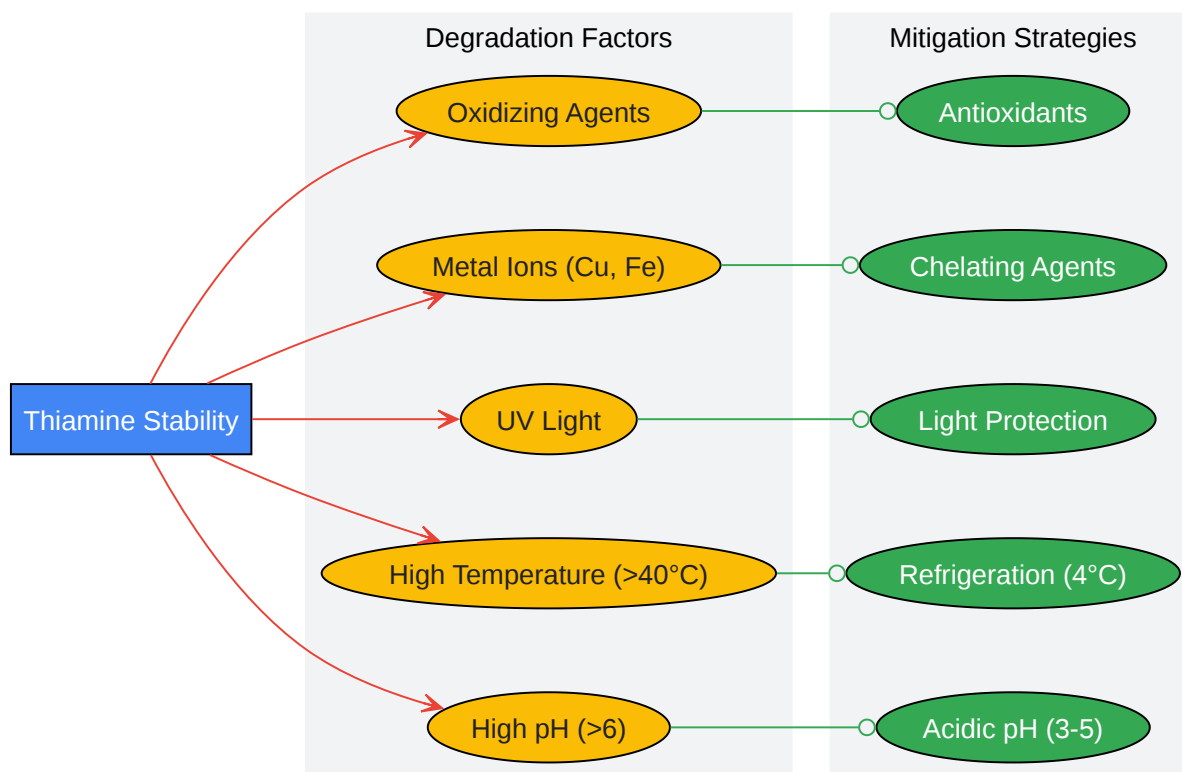 Degradation Factors
Mitigation Strategies
Oxidizing Agents
Antioxidants
Metal Ions (Cu, Fe)
Chelating Agents
Thiamine Stability
UV Light
Light Protection
High Temperature (>40°C)
Refrigeration (4°C)
High pH (>6)
Acidic pH (3-5)